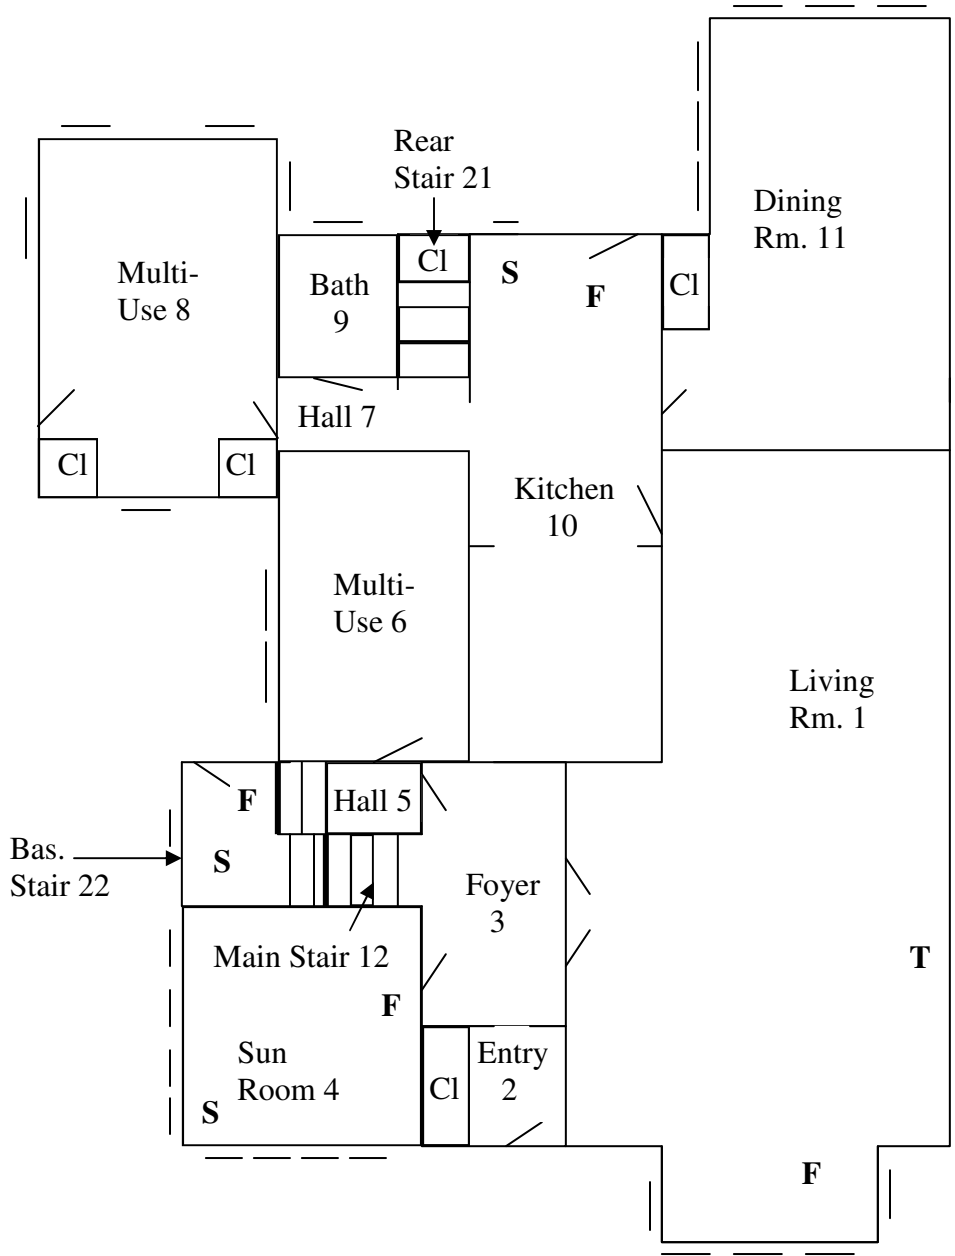 Rear
Stair 21
Dining
Rm. 11
Cl
S
Multi-
Use 8
Bath
9
F
Cl
Hall 7
Cl
Cl
Kitchen
10
Multi-
Use 6
Living
Rm. 1
F
Hall 5
Bas.
Stair 22
S
Foyer
3
Main Stair 12
T
F
Sun
Room 4
Entry
2
Cl
S
F